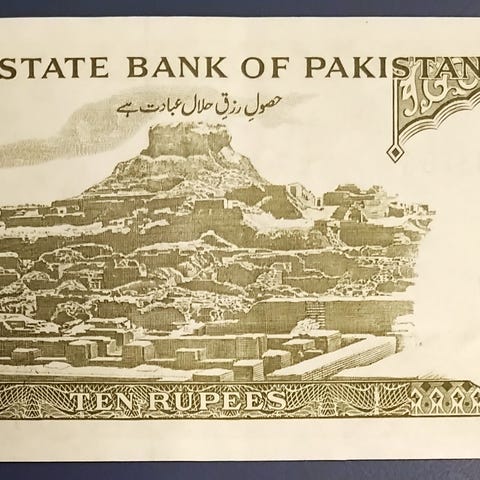 STATE BANK OF PAKISTAN
حصولِ رزقِ حلال عبادت ہے
TEN RUPEES